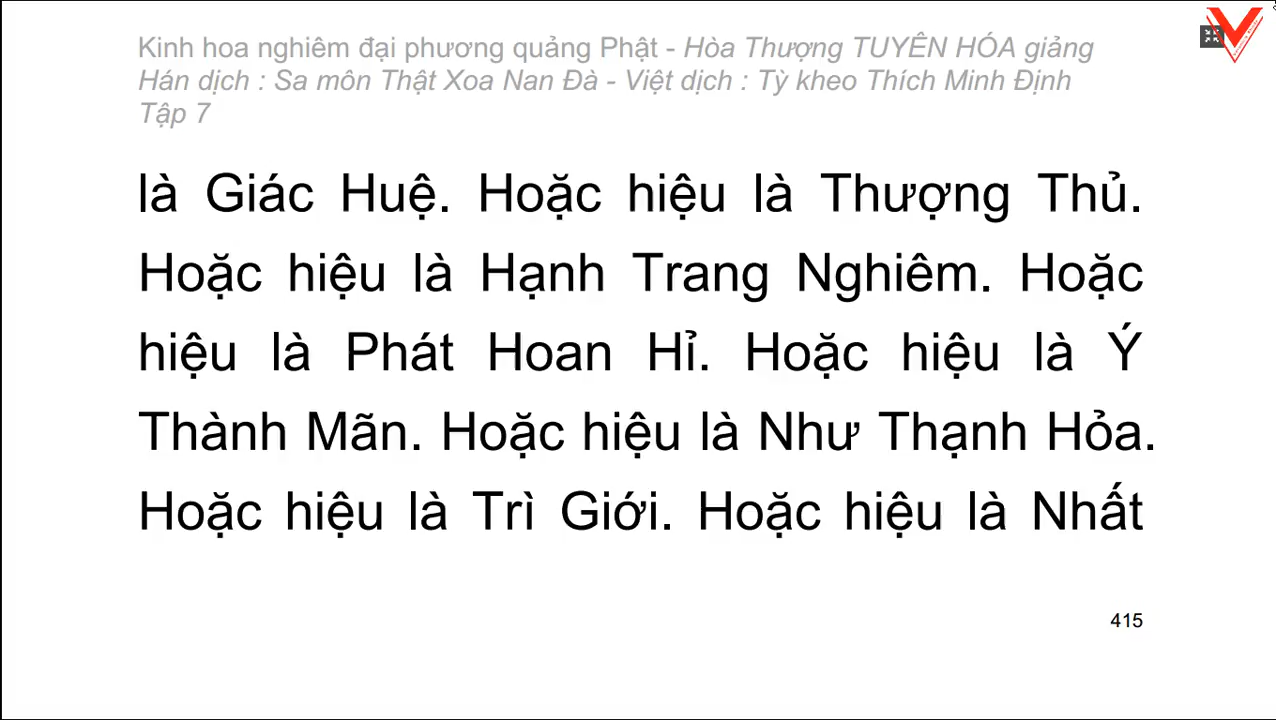 Kinh hoa nghiêm đại phương quảng Phật - Hòa Thượng TUYÊN HÓA giảng
Hán dịch : Sa môn Thật Xoa Nan Đà - Việt dịch : Tỳ kheo Thích Minh Định
Tập 7
là Giác Huệ. Hoặc hiệu là Thượng Thủ.
Hoặc hiệu là Hạnh Trang Nghiêm. Hoặc
hiệu là Phát Hoan Hỉ. Hoặc hiệu là Ý
Thành Mãn. Hoặc hiệu là Như Thạnh Hỏa.
Hoặc hiệu là Trì Giới. Hoặc hiệu là Nhất
415